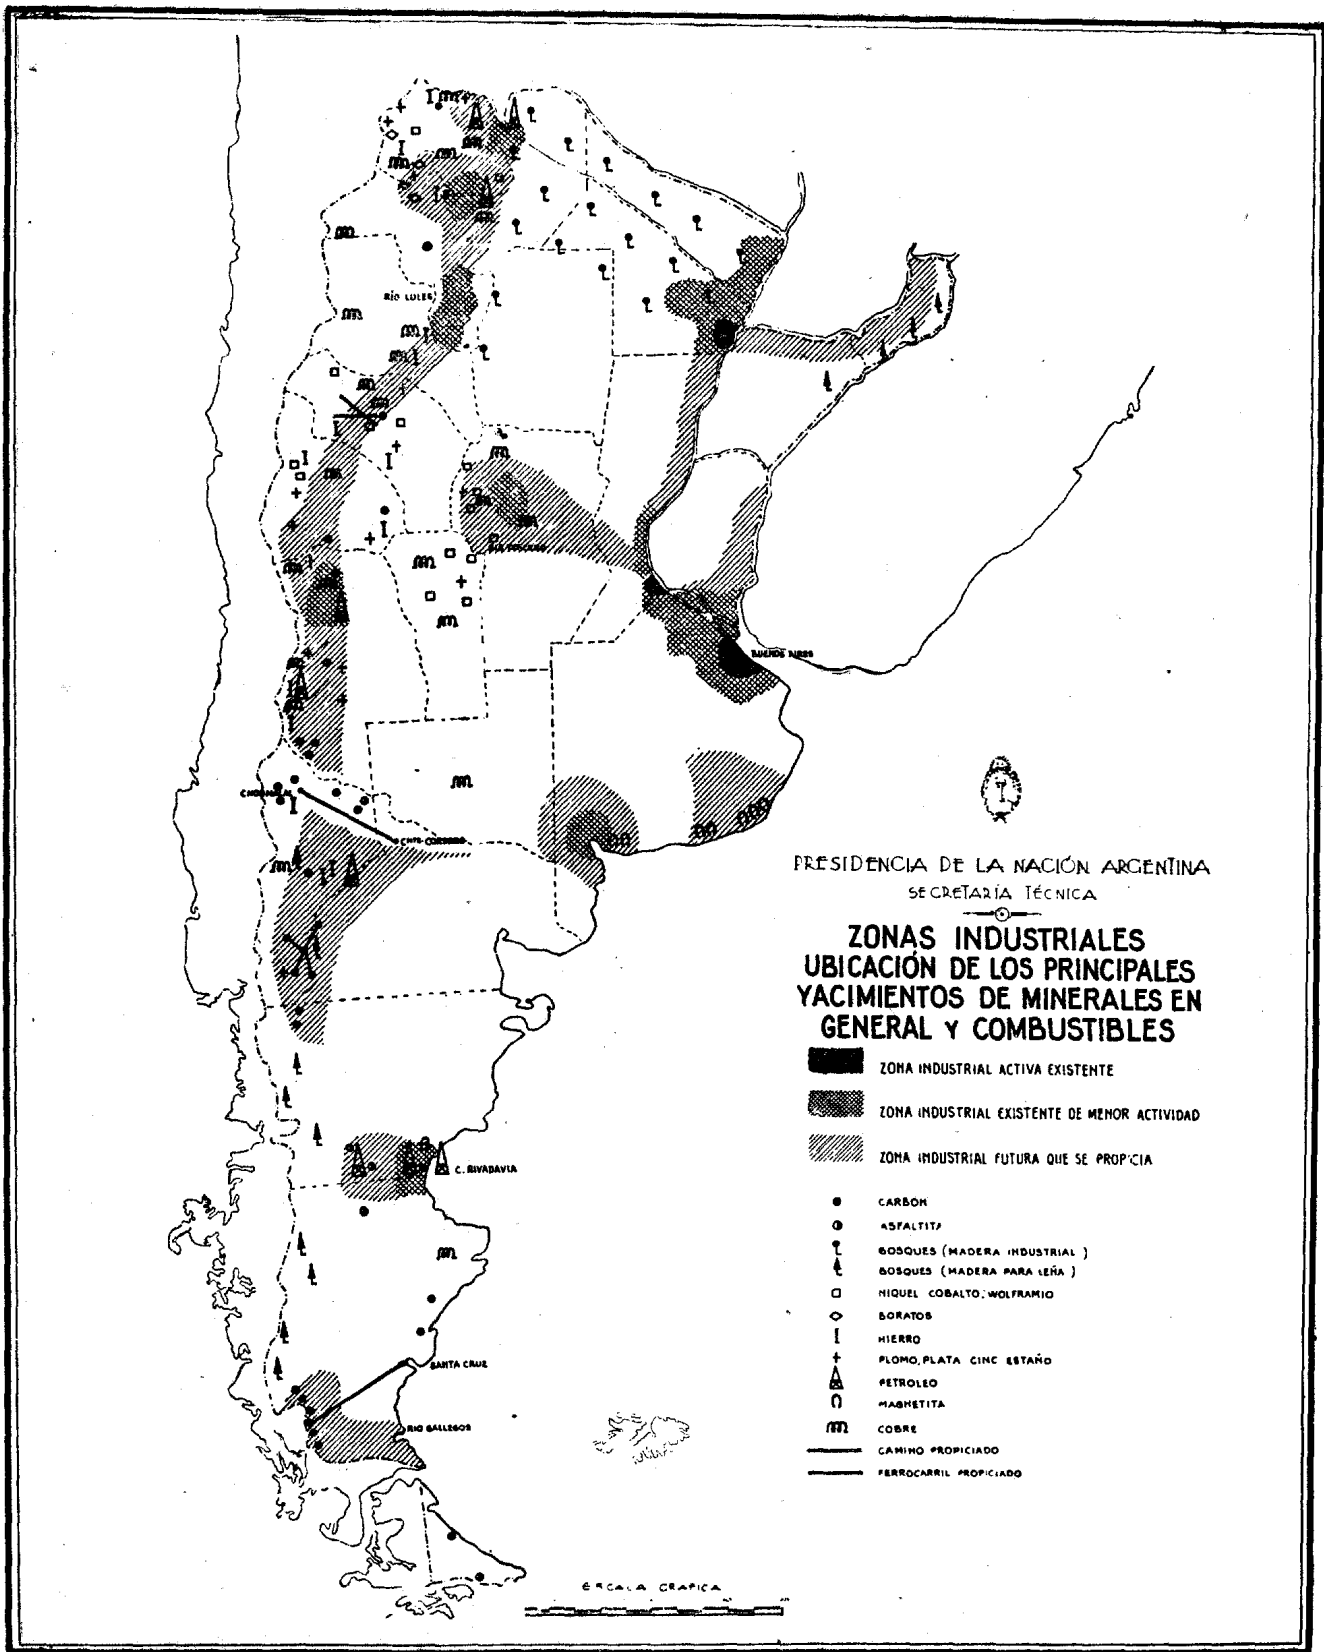 RÍO LULES
BUENOS AIRES
CHTE-CORDERO
PRESIDENCIA DE LA NACIÓN ARGENTINA
SECRETARÍA TÉCNICA
ZONAS INDUSTRIALES
UBICACIÓN DE LOS PRINCIPALES
YACIMIENTOS DE MINERALES EN
GENERAL Y COMBUSTIBLES
ZONA INDUSTRIAL ACTIVA EXISTENTE
ZONA INDUSTRIAL EXISTENTE DE MENOR ACTIVIDAD
ZONA INDUSTRIAL FUTURA QUE SE PROPICIA
C. RIVADAVIA
CARBON
ASFALTITA
BOSQUES (MADERA INDUSTRIAL)
BOSQUES (MADERA PARA LEÑA)
NIQUEL COBALTO, WOLFRAMIO
BORATOS
HIERRO
PLOMO, PLATA CINC ESTAÑO
PETROLEO
MAGNETITA
COBRE
CAMINO PROPICIADO
FERROCARRIL PROPICIADO
SANTA CRUZ
RIO GALLEGOS
ESCALA GRAFICA